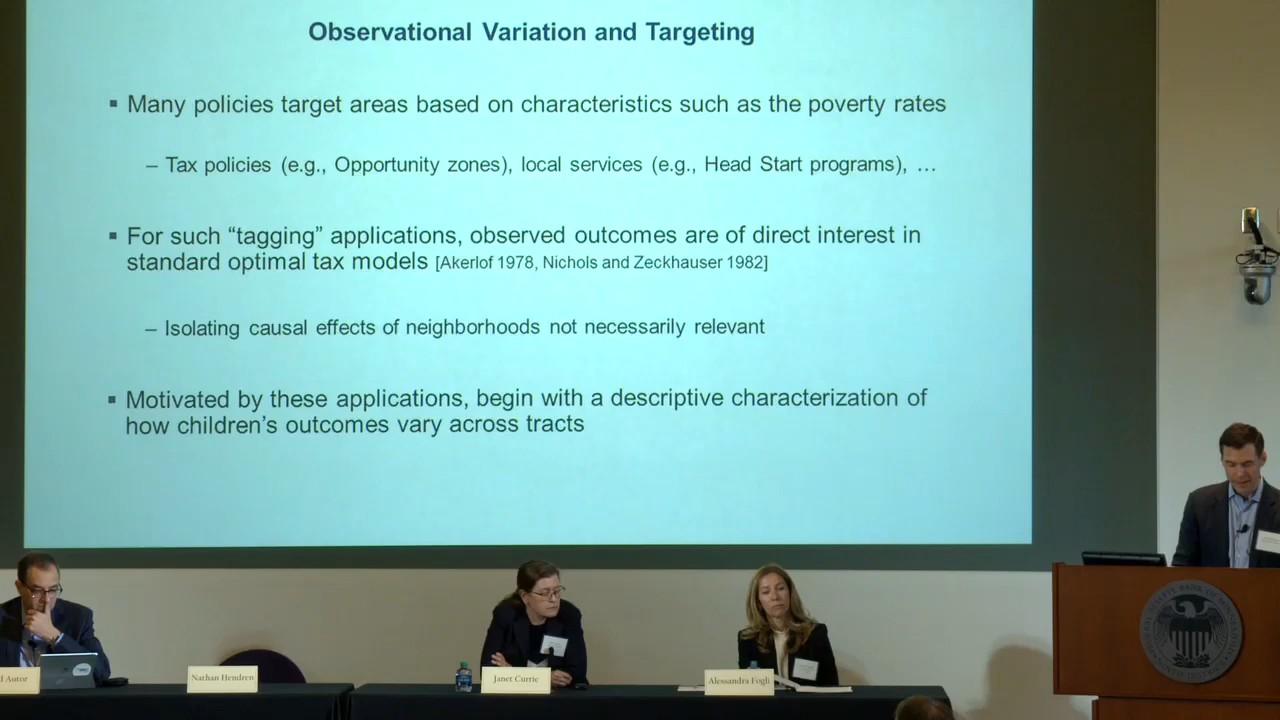 Observational Variation and Targeting
▪ Many policies target areas based on characteristics such as the poverty rates
– Tax policies (e.g., Opportunity zones), local services (e.g., Head Start programs), …
▪ For such “tagging” applications, observed outcomes are of direct interest in
standard optimal tax models [Akerlof 1978, Nichols and Zeckhauser 1982]
– Isolating causal effects of neighborhoods not necessarily relevant
▪ Motivated by these applications, begin with a descriptive characterization of
how children’s outcomes vary across tracts
d Autor
Nathan Hendren
Janet Currie
Alessandra Fogli